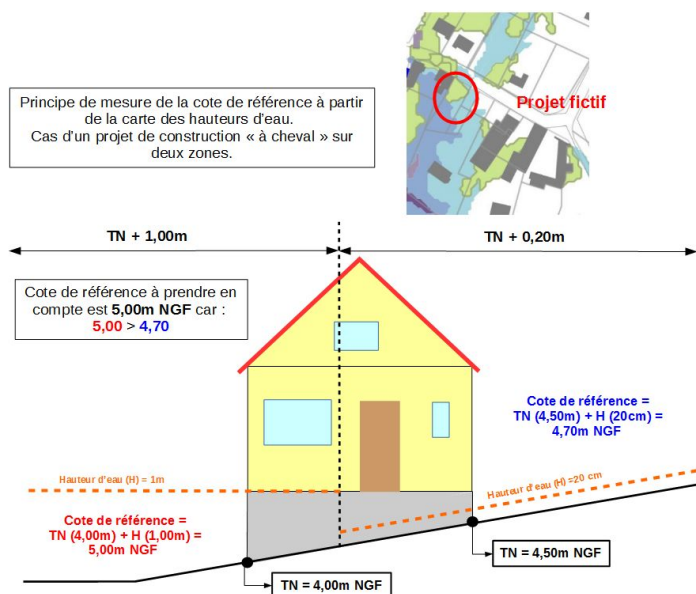 Principe de mesure de la cote de référence à partir
de la carte des hauteurs d'eau.
Cas d'un projet de construction « à cheval » sur
deux zones.
Projet fictif
TN + 1,00m
TN + 0,20m
Cote de référence à prendre en
compte est 5,00m NGF car :
5,00 > 4,70
Cote de référence =
TN (4,50m) + H (20cm) =
4,70m NGF
Hauteur d'eau (H) = 1m
Hauteur d'eau (H) =20 cm
Cote de référence =
TN (4,00m) + H (1,00m) =
5,00m NGF
TN = 4,50m NGF
TN = 4,00m NGF